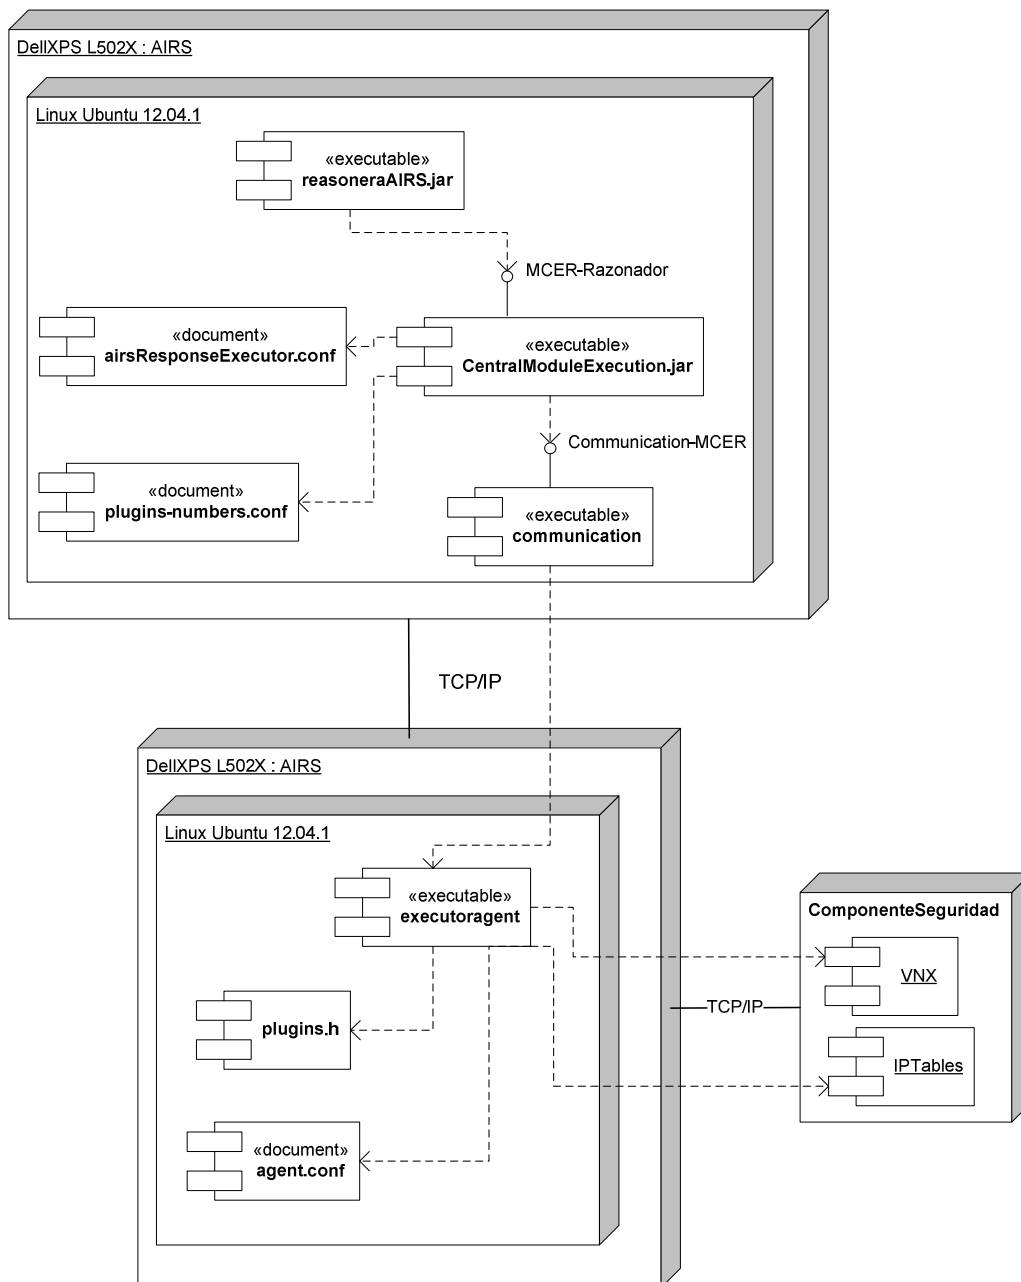 DellXPS L502X : AIRS
Linux Ubuntu 12.04.1
«executable»
reasoneraAIRS.jar
MCER-Razonador
«document»
airsResponseExecutor.conf
«executable»
CentralModuleExecution.jar
Communication-MCER
«document»
plugins-numbers.conf
«executable»
communication
TCP/IP
DellXPS L502X : AIRS
Linux Ubuntu 12.04.1
«executable»
executoragent
ComponenteSeguridad
VNX
plugins.h
TCP/IP
IPTables
«document»
agent.conf